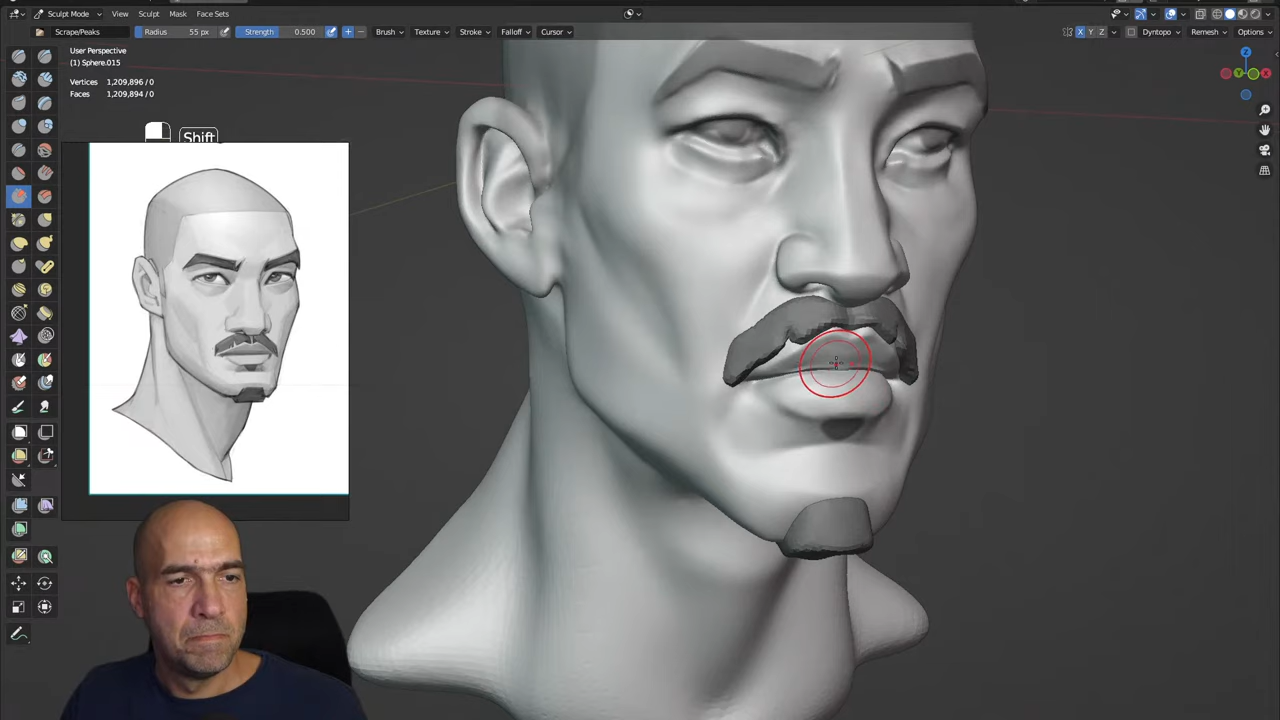 Sculpt Mode View Sculpt Mask Face Sets
Scrape/Peaks Radius 55 px Strength 0.500 Brush Texture Stroke Falloff Cursor X Y Z Dyntopo Remesh Options
User Perspective
(1) Sphere.015
Vertices 1,209,896 / 0
Faces 1,209,894 / 0
Shift
Z
Y X